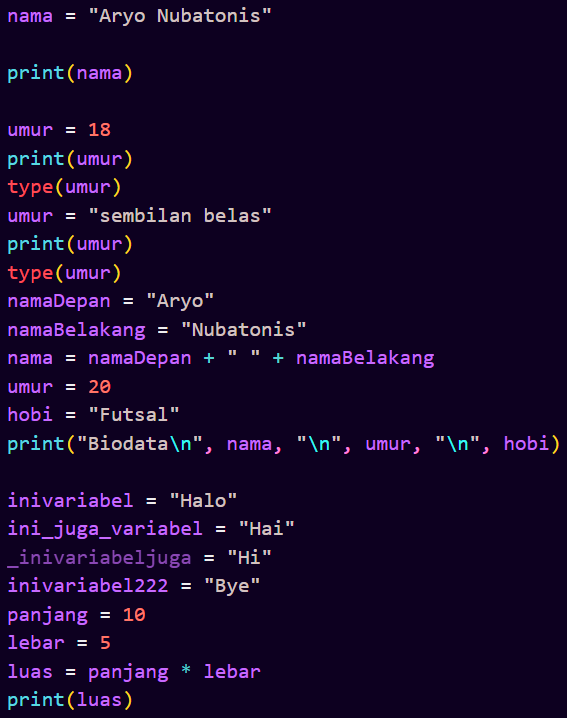 nama = "Aryo Nubatonis"
print(nama)
umur = 18
print(umur)
type(umur)
umur = "sembilan belas"
print(umur)
type(umur)
namaDepan = "Aryo"
namaBelakang = "Nubatonis"
nama = namaDepan + " " + namaBelakang
umur = 20
hobi = "Futsal"
print("Biodata\n", nama, "\n", umur, "\n", hobi)
inivariabel = "Halo"
ini_juga_variabel = "Hai"
_inivariabeljuga = "Hi"
inivariabel222 = "Bye"
panjang = 10
lebar = 5
luas = panjang * lebar
print(luas)